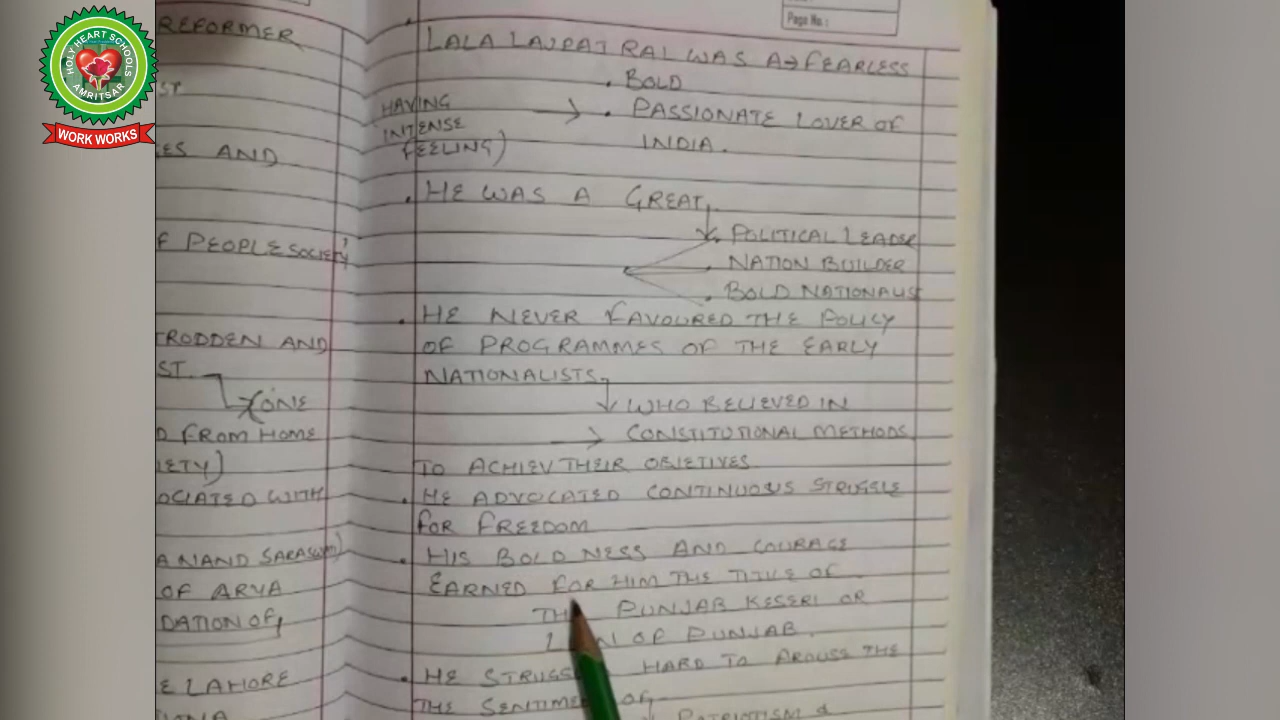 HOLY HEART SCHOOLS
AMRITSAR
WORK WORKS
REFORMER
ST
ES AND
F PEOPLE SOCIETY'
TRODDEN AND
ST
(ONE
D FROM HOME
IETY)
OCIATED WITH
A NAND SARASWATI)
OF ARYA
DATION OF
E LAHORE
Page No.:
LALA LAJPAT RAI WAS A→ FEARLESS
. BOLD
HAVING → . PASSIONATE LOVER OF
INTENSE
FEELING) INDIA.
. HE WAS A GREAT
. POLITICAL LEADER
NATION BUILDER
. BOLD NATIONALIST
. HE NEVER FAVOURED THE POLICY
OF PROGRAMMES OF THE EARLY
NATIONALISTS
WHO BELIEVED IN
→ CONSTITUTIONAL METHODS
TO ACHIEV THEIR OBJETIVES
. HE ADVOCATED CONTINUOUS STRUGGLE
FOR FREEDOM
. HIS BOLDNESS AND COURAGE
EARNED FOR HIM THE TITLE OF
TH PUNJAB KESERI OR
L N OF PUNJAB.
. HE STRUGG HARD TO AROUSE THE
THE SENTIME OF
PATRIOTISM &